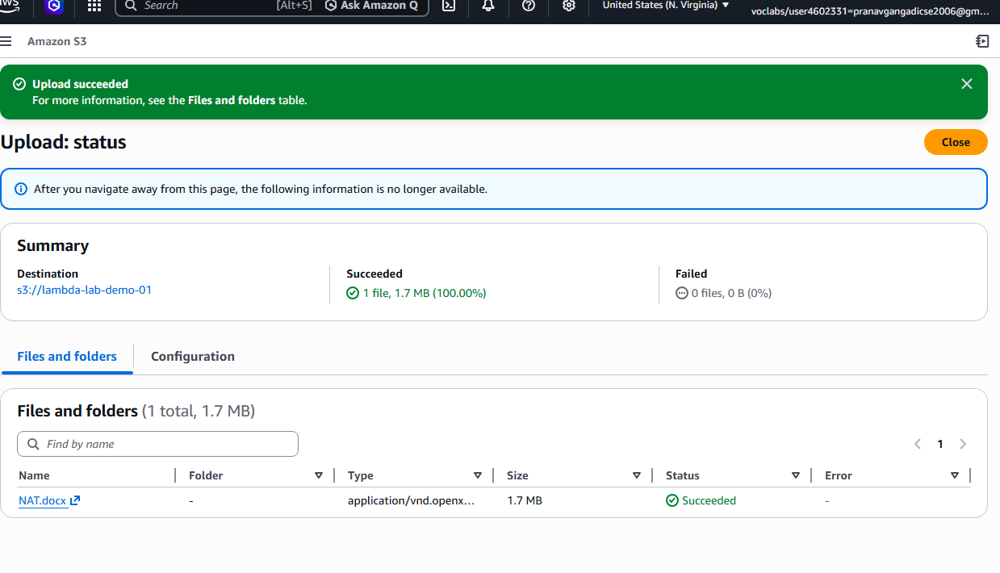 aws Search [Alt+S] Ask Amazon Q United States (N. Virginia) voclabs/user4602331=pranavgangadicse2006@gm...
Amazon S3
Upload succeeded
For more information, see the Files and folders table.
Upload: status Close
After you navigate away from this page, the following information is no longer available.
Summary
Destination Succeeded Failed
s3://lambda-lab-demo-01 1 file, 1.7 MB (100.00%) 0 files, 0 B (0%)
Files and folders Configuration
Files and folders (1 total, 1.7 MB)
Find by name 1
Name Folder Type Size Status Error
NAT.docx - application/vnd.openx... 1.7 MB Succeeded -